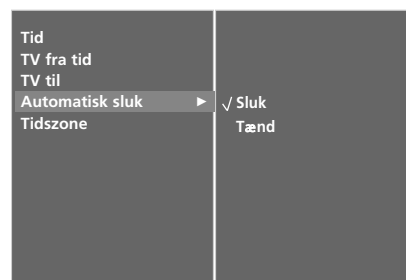 Tid
TV fra tid
TV til
Automatisk sluk ►
Tidszone
√ Sluk
Tænd